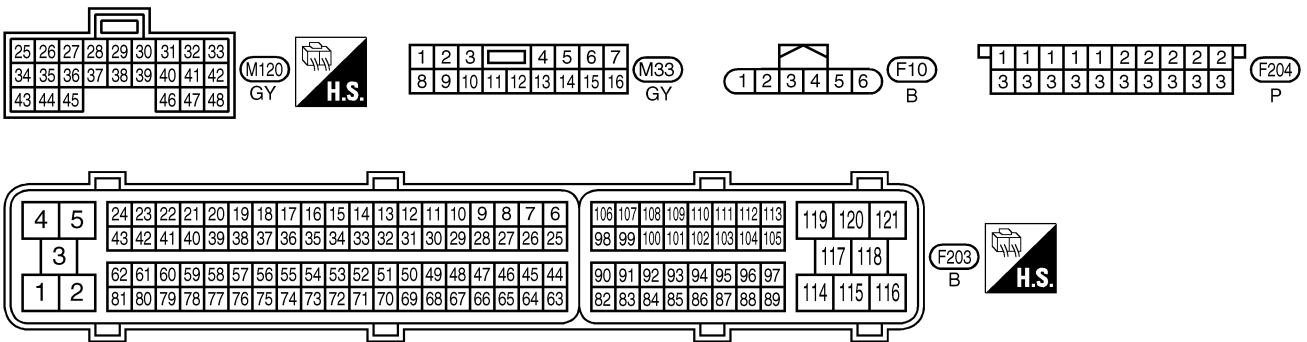 25 26 27 28 29 30 31 32 33
34 35 36 37 38 39 40 41 42
43 44 45 46 47 48
M120
GY
H.S.
1 2 3 4 5 6 7
8 9 10 11 12 13 14 15 16
M33
GY
1 2 3 4 5 6
F10
B
1 1 1 1 1 2 2 2 2 2
3 3 3 3 3 3 3 3 3 3
F204
P
4 5
3
1 2
24 23 22 21 20 19 18 17 16 15 14 13 12 11 10 9 8 7 6
43 42 41 40 39 38 37 36 35 34 33 32 31 30 29 28 27 26 25
62 61 60 59 58 57 56 55 54 53 52 51 50 49 48 47 46 45 44
81 80 79 78 77 76 75 74 73 72 71 70 69 68 67 66 65 64 63
106 107 108 109 110 111 112 113
98 99 100 101 102 103 104 105
90 91 92 93 94 95 96 97
82 83 84 85 86 87 88 89
119 120 121
117 118
114 115 116
F203
B
H.S.